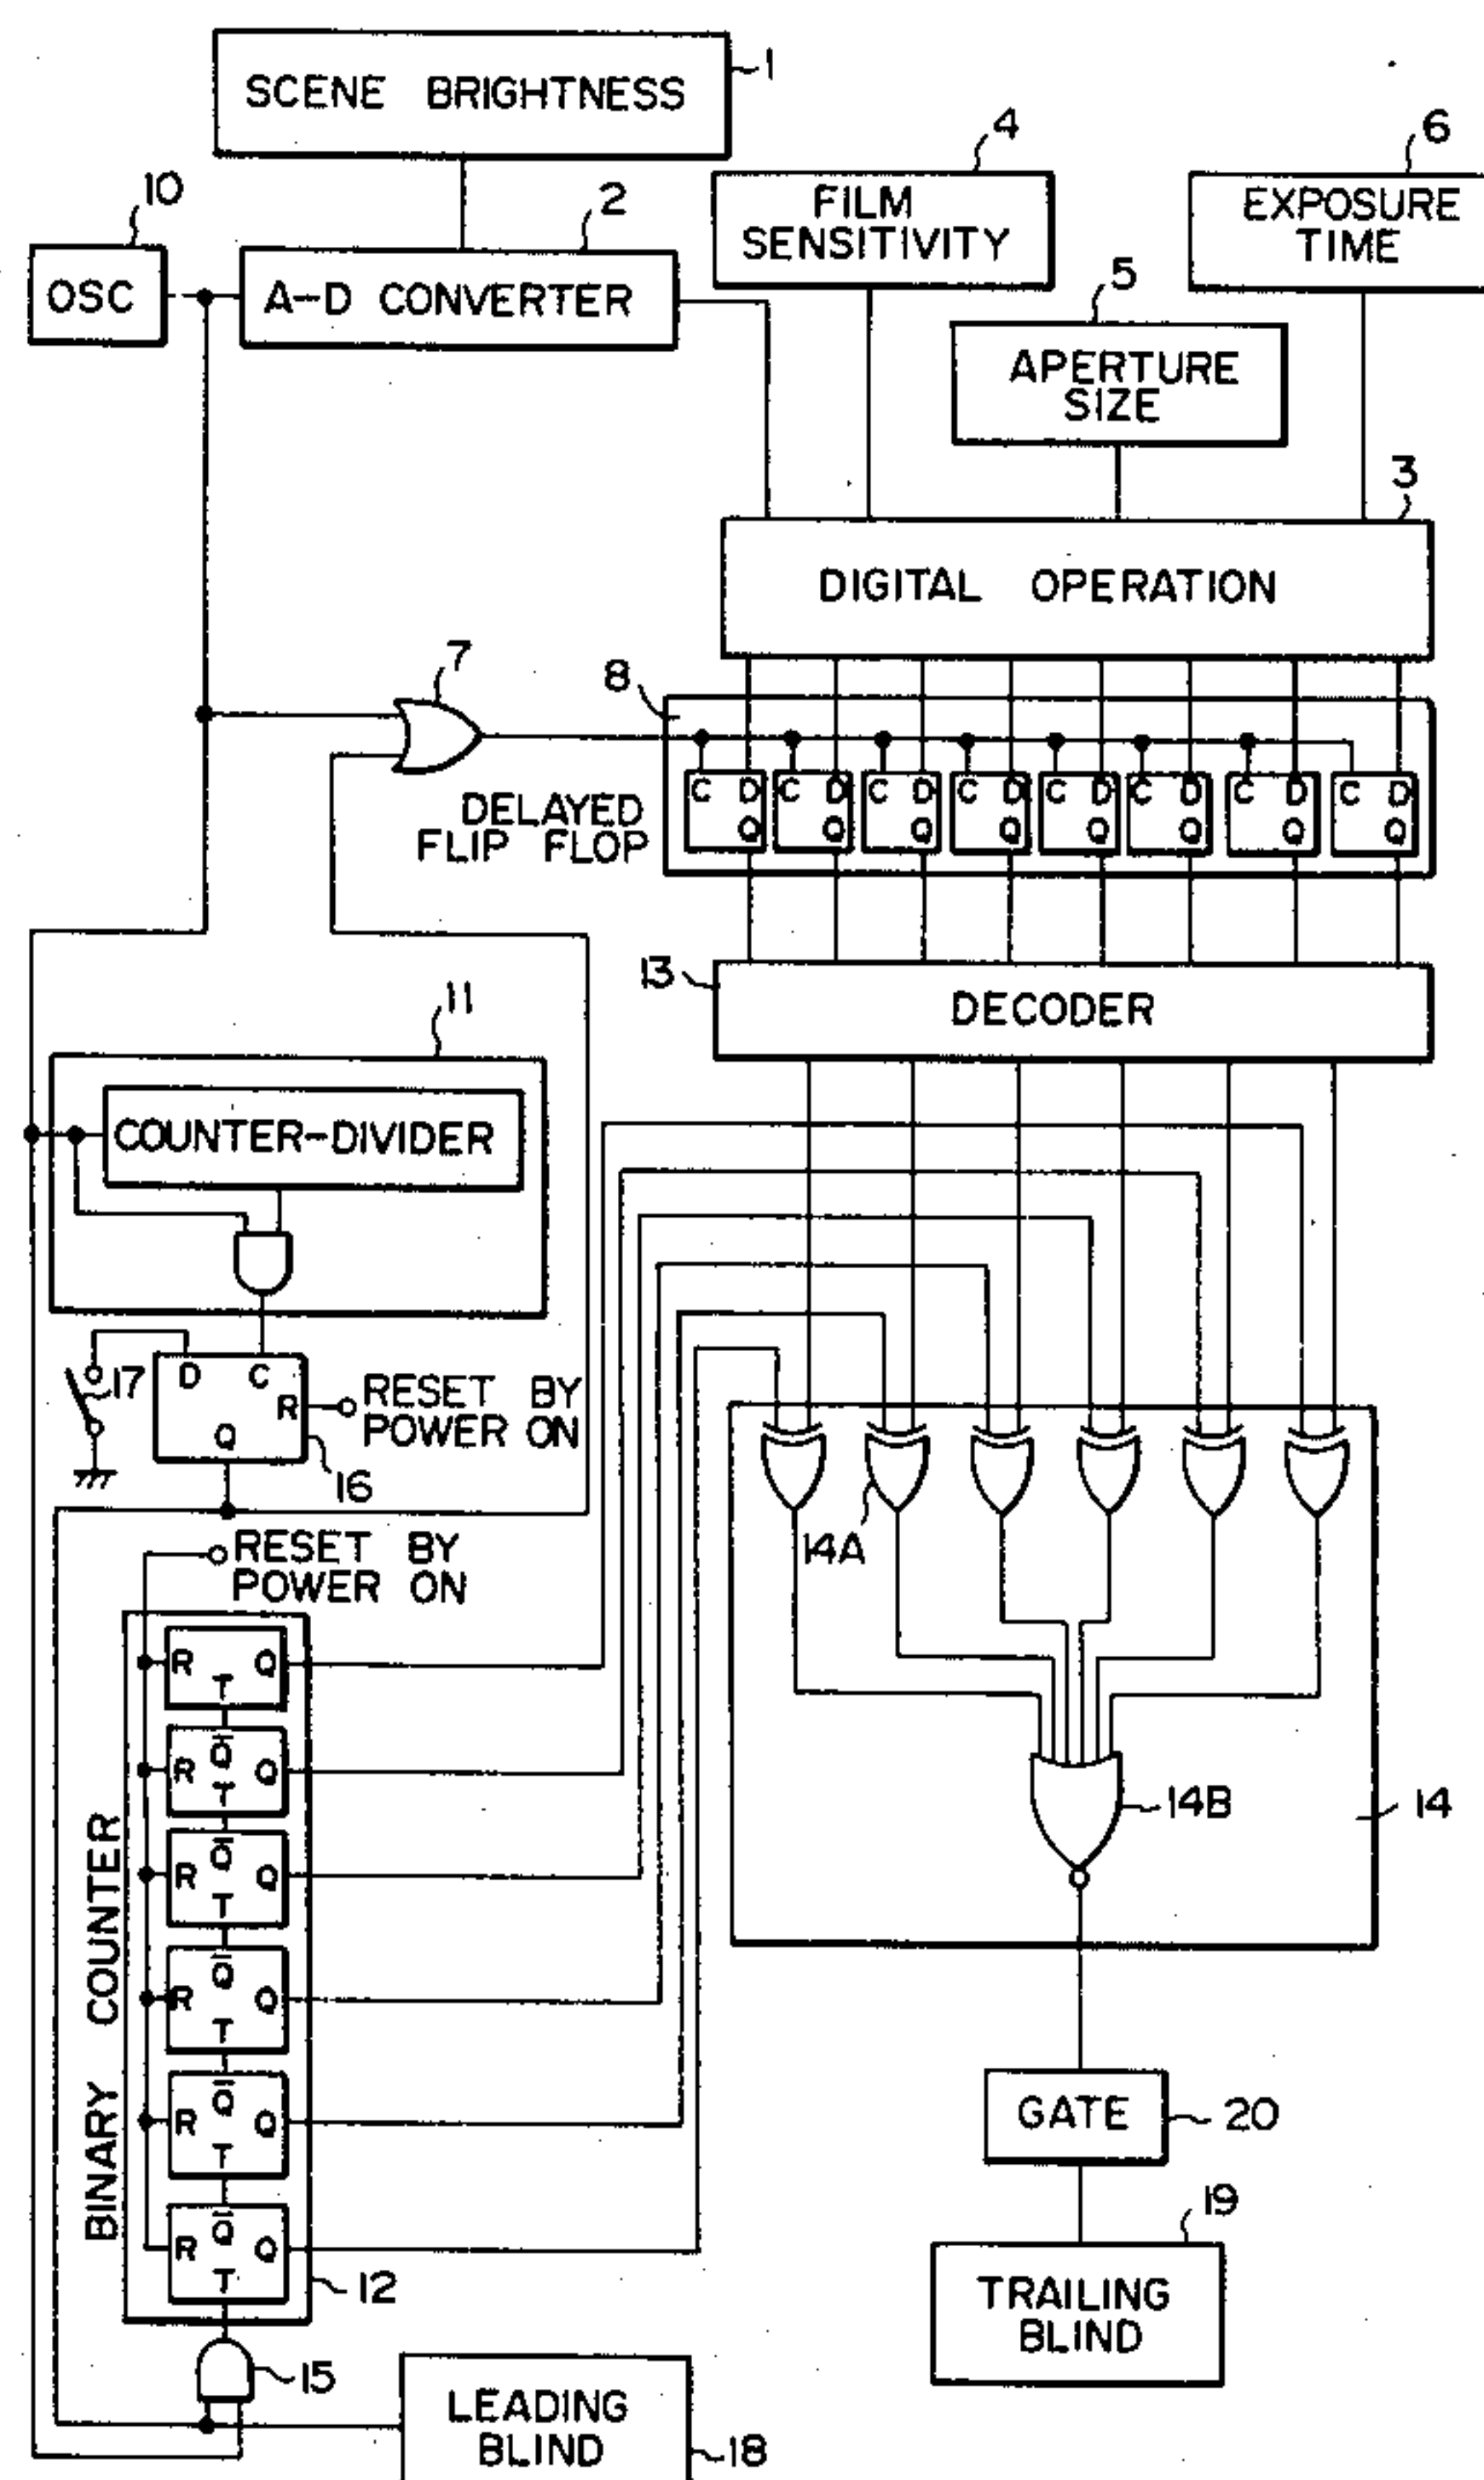 SCENE BRIGHTNESS
1
4
6
10
2
FILM
SENSITIVITY
EXPOSURE
TIME
OSC
A-D CONVERTER
5
APERTURE
SIZE
3
DIGITAL OPERATION
7
8
C D C D C D C D C D C D C D C D
Q Q Q Q Q Q Q Q
DELAYED
FLIP FLOP
13
DECODER
11
COUNTER-DIVIDER
17
D C
R
Q
RESET BY
POWER ON
16
14A
RESET BY
POWER ON
R Q
T
Q̅
R Q
T
14B
14
Q̅
R Q
T
BINARY COUNTER
Q̅
R Q
T
Q̅
R Q
T
GATE
20
Q̅
R Q
T
12
19
TRAILING
BLIND
15
LEADING
BLIND
18